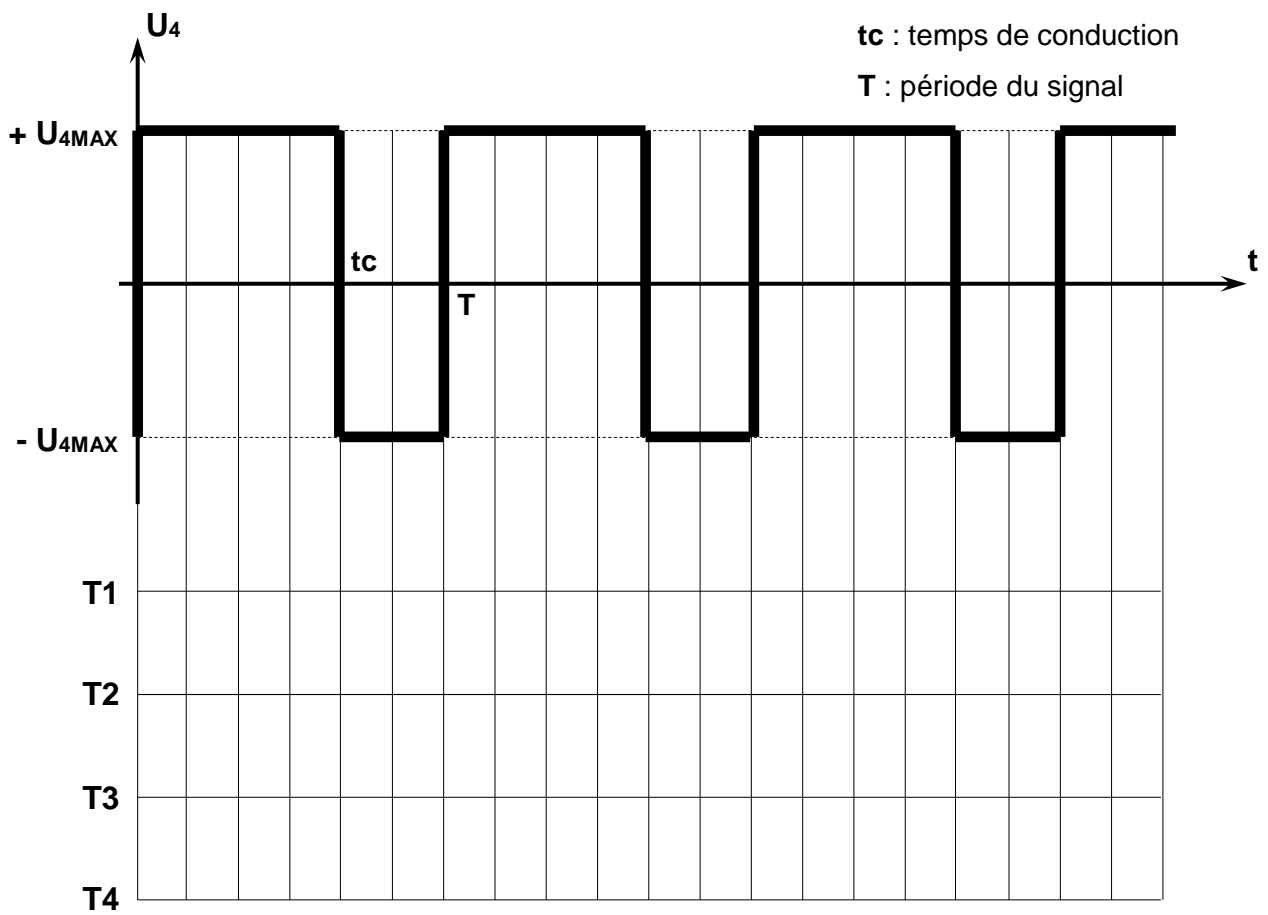 U4
tc : temps de conduction
T : période du signal
+ U4MAX
tc
t
T
- U4MAX
T1
T2
T3
T4